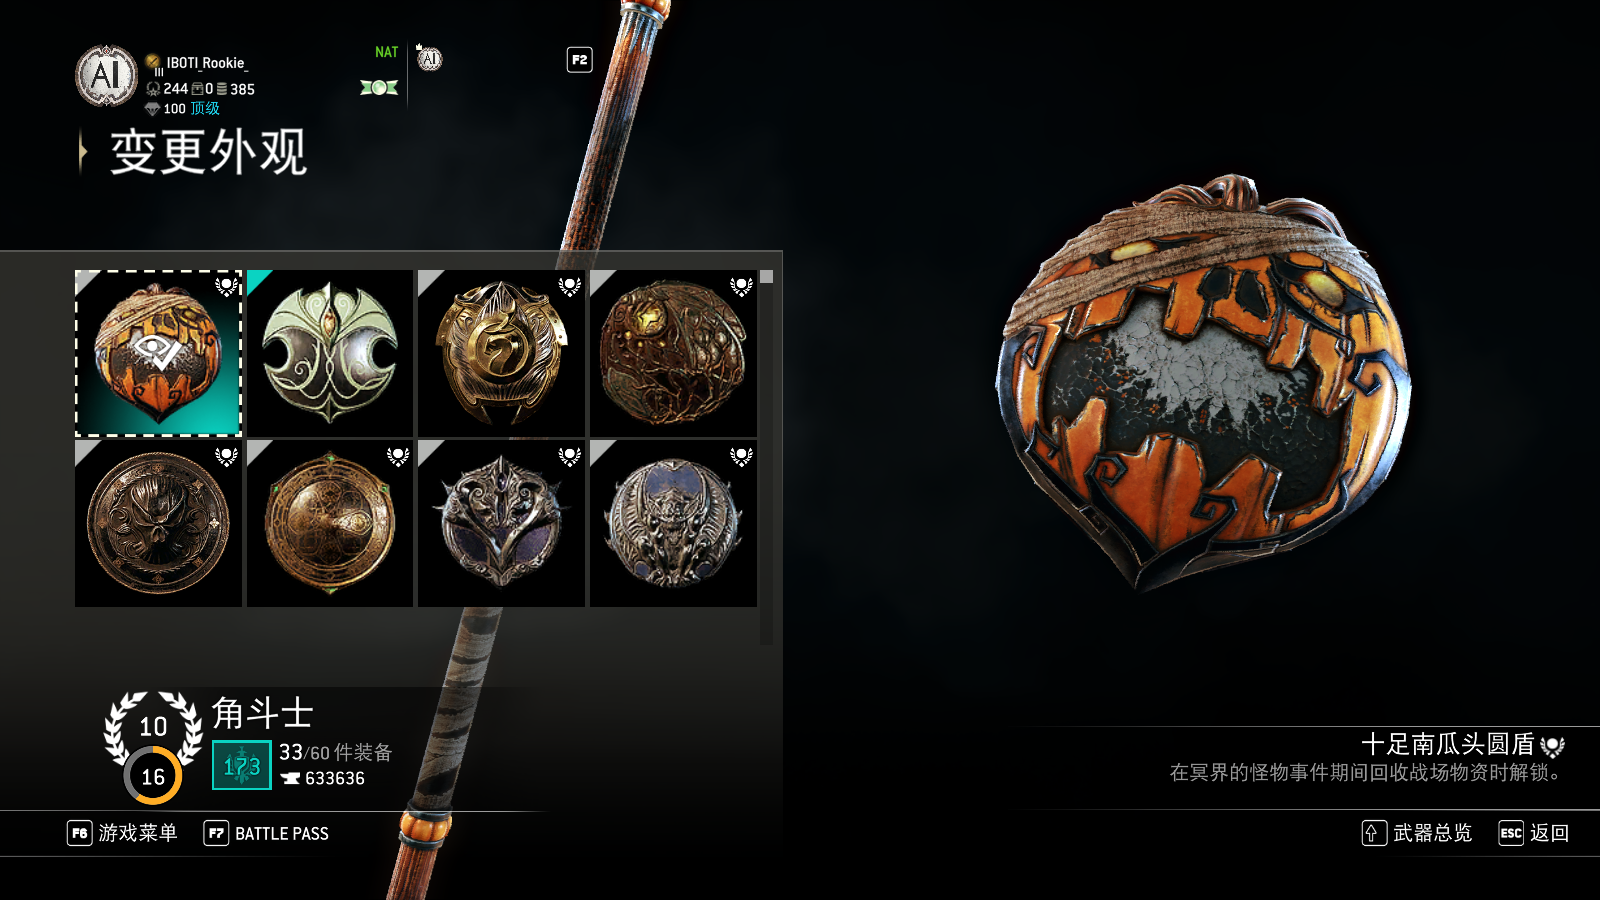 AI
IBOTI_Rookie_
III
244 0 385
100 顶级
NAT
AI
F2
变更外观
10
16
角斗士
173
33/60 件装备
633636
十足南瓜头圆盾
在冥界的怪物事件期间回收战场物资时解锁。
F6 游戏菜单
F7 BATTLE PASS
武器总览
ESC 返回